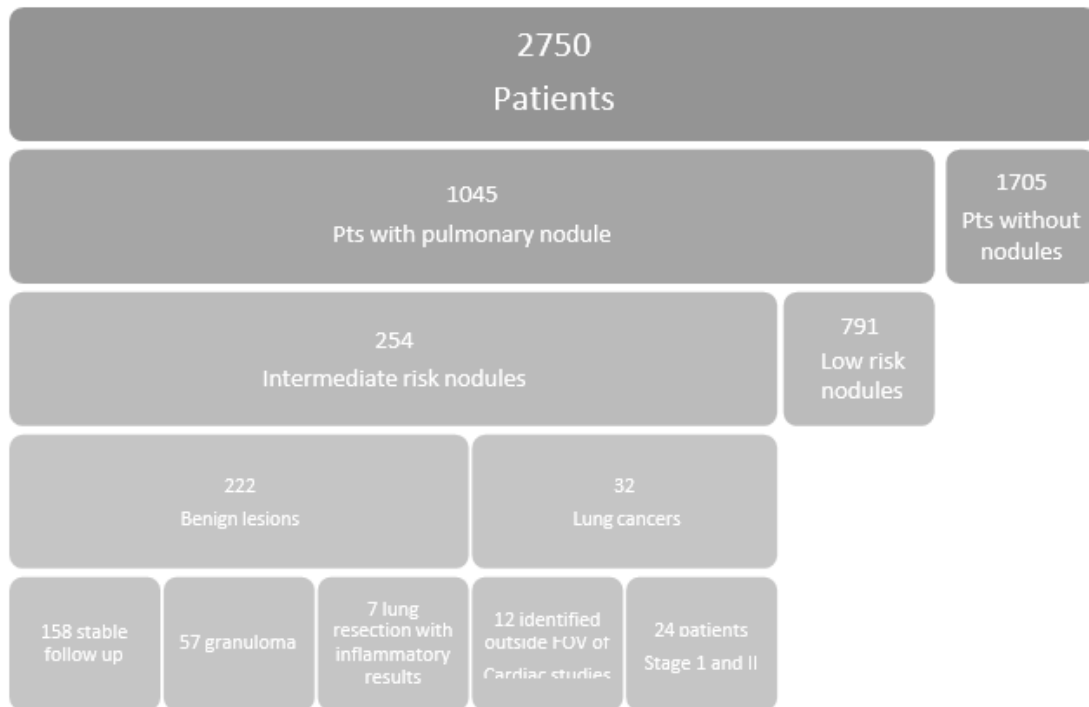 2750
Patients
1045
Pts with pulmonary nodule
1705
Pts without
nodules
254
Intermediate risk nodules
791
Low risk
nodules
222
Benign lesions
32
Lung cancers
158 stable
follow up
57 granuloma
7 lung
resection with
inflammatory
results
12 identified
outside FOV of
Cardiac studies
24 patients
Stage 1 and II